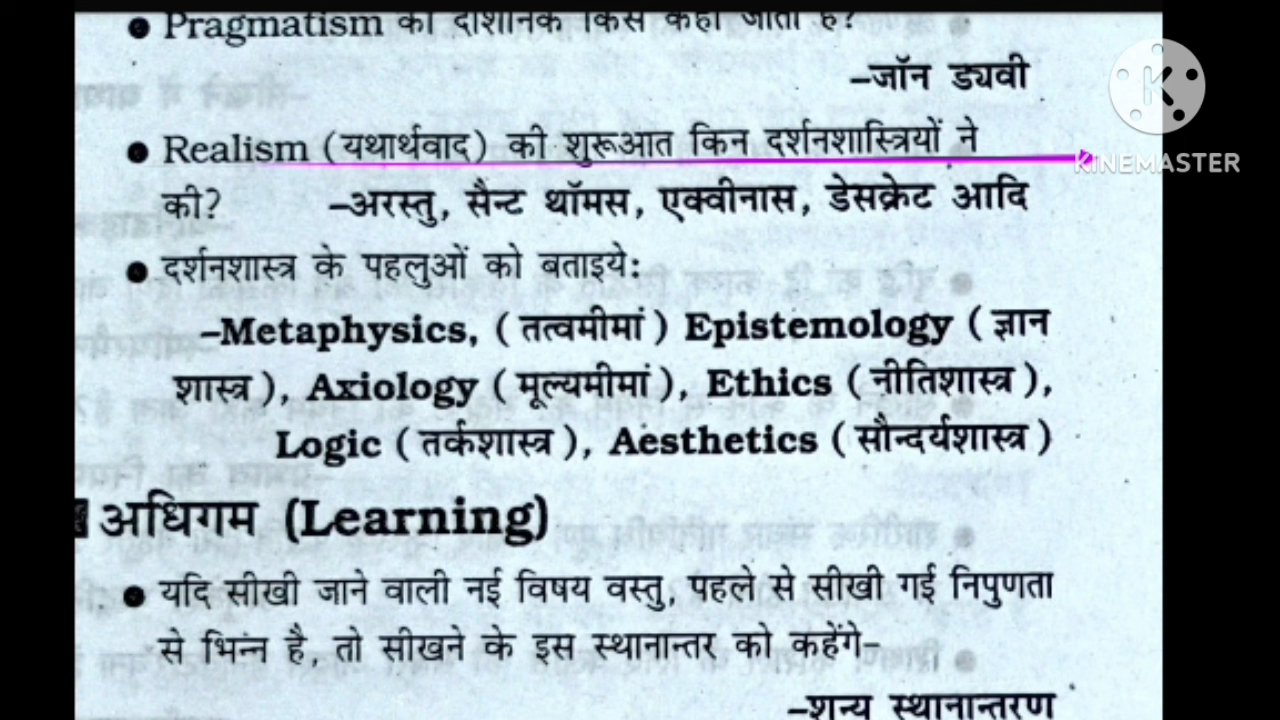 ● Pragmatism का दार्शनिक किसे कहा जाता है?
–जॉन ड्यवी
● Realism (यथार्थवाद) की शुरूआत किन दर्शनशास्त्रियों ने
की? –अरस्तु, सैन्ट थॉमस, एक्वीनास, डेसक्रेट आदि
● दर्शनशास्त्र के पहलुओं को बताइये:
–Metaphysics, (तत्वमीमां) Epistemology (ज्ञान
शास्त्र), Axiology (मूल्यमीमां), Ethics (नीतिशास्त्र),
Logic (तर्कशास्त्र), Aesthetics (सौन्दर्यशास्त्र)
अधिगम (Learning)
● यदि सीखी जाने वाली नई विषय वस्तु, पहले से सीखी गई निपुणता
से भिन्न है, तो सीखने के इस स्थानान्तर को कहेंगे–
–शून्य स्थानान्तरण
K
KINEMASTER